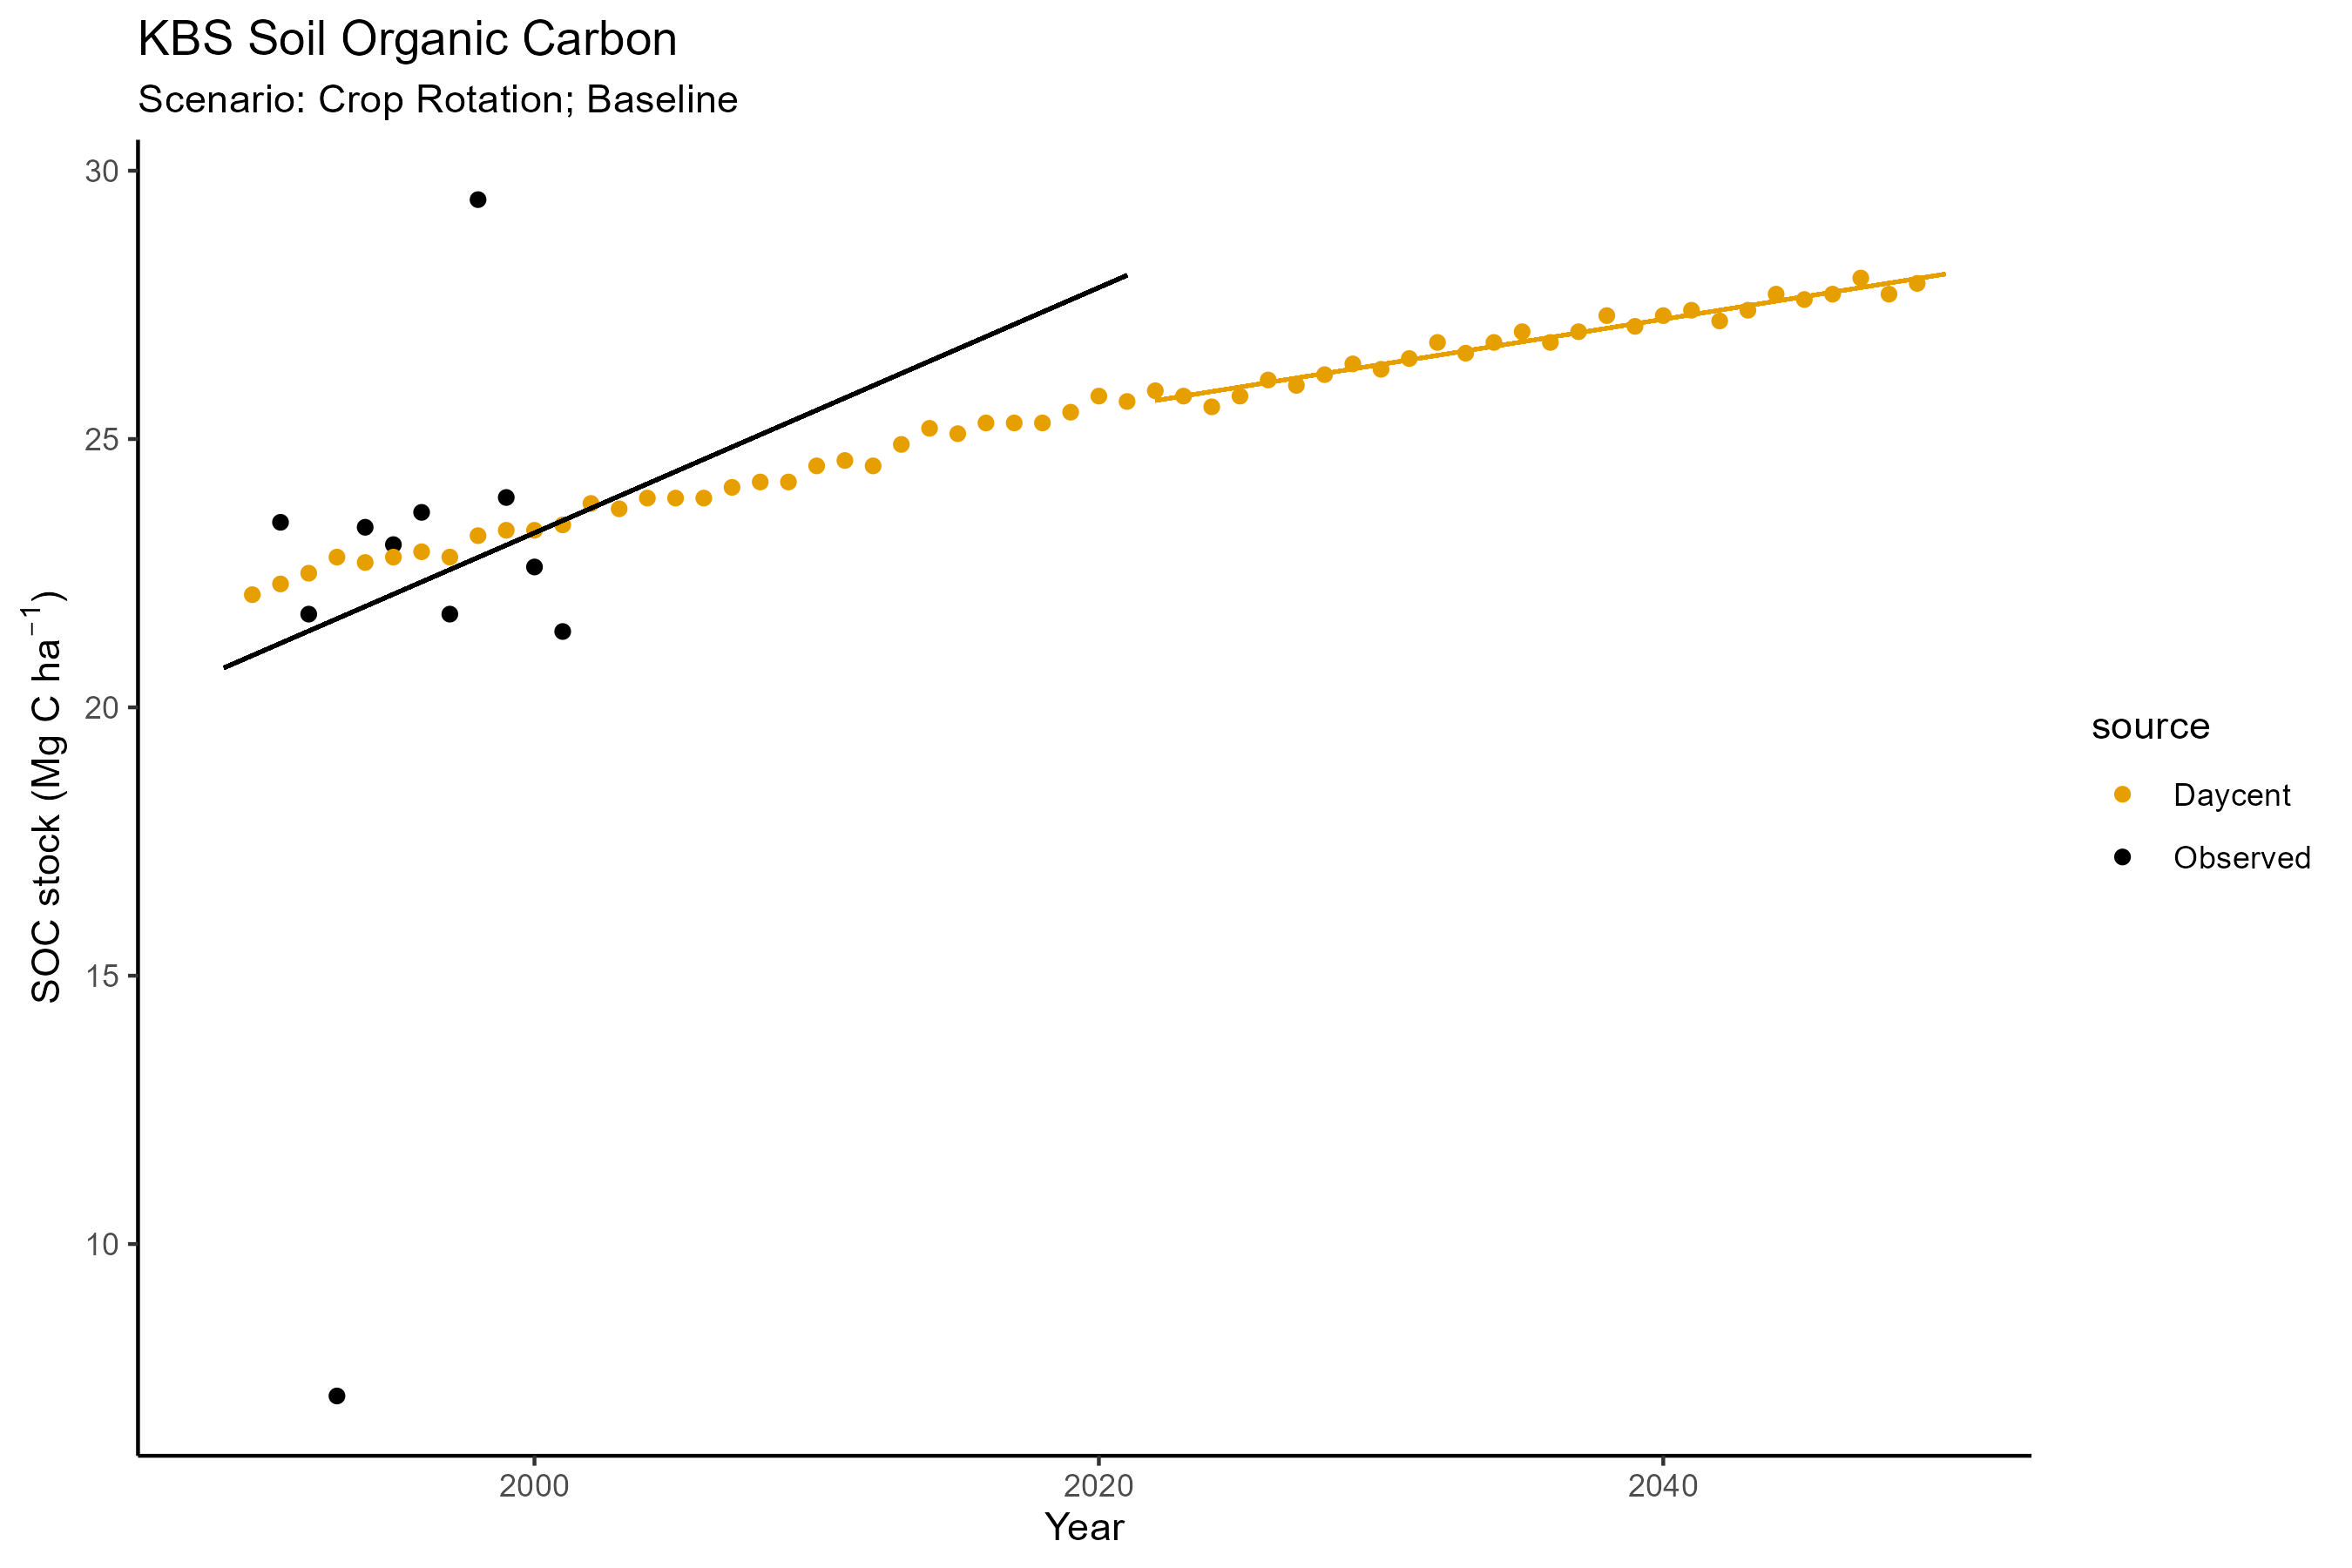 KBS Soil Organic Carbon
Scenario: Crop Rotation; Baseline
30
25
20
15
10
SOC stock (Mg C ha⁻¹)
2000
2020
2040
Year
source
Daycent
Observed